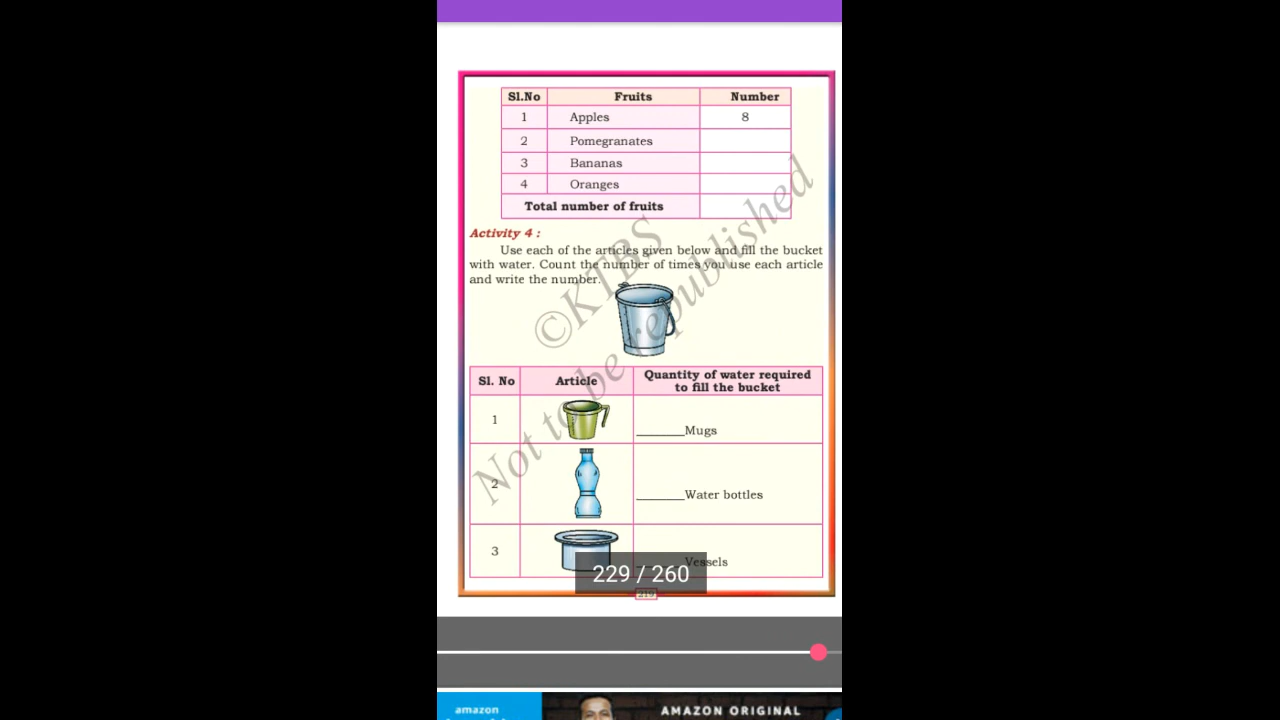 Sl.No Fruits Number
1 Apples 8
2 Pomegranates
3 Bananas
4 Oranges
Total number of fruits
Activity 4 :
Use each of the articles given below and fill the bucket
with water. Count the number of times you use each article
and write the number.
©KTBS
Not to be republished
Sl. No Article Quantity of water required
to fill the bucket
1 ________Mugs
2 ________Water bottles
3 Vessels
229 / 260
219
amazon
AMAZON ORIGINAL